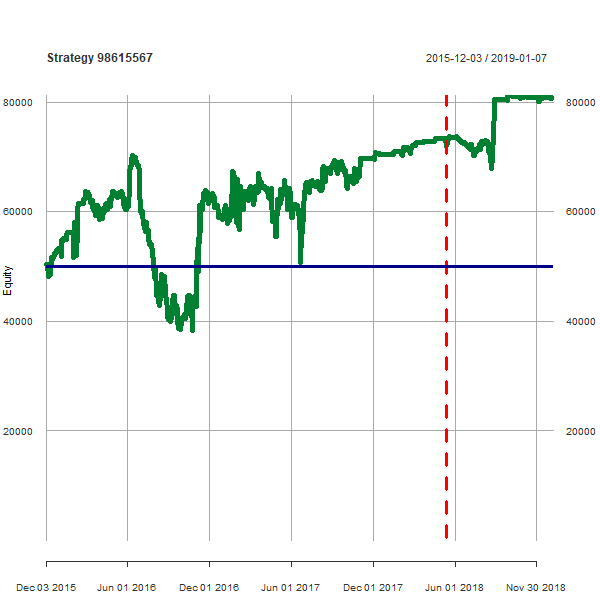 Strategy 98615567
2015-12-03 / 2019-01-07
80000
80000
60000
60000
Equity
40000
40000
20000
20000
Dec 03 2015
Jun 01 2016
Dec 01 2016
Jun 01 2017
Dec 01 2017
Jun 01 2018
Nov 30 2018